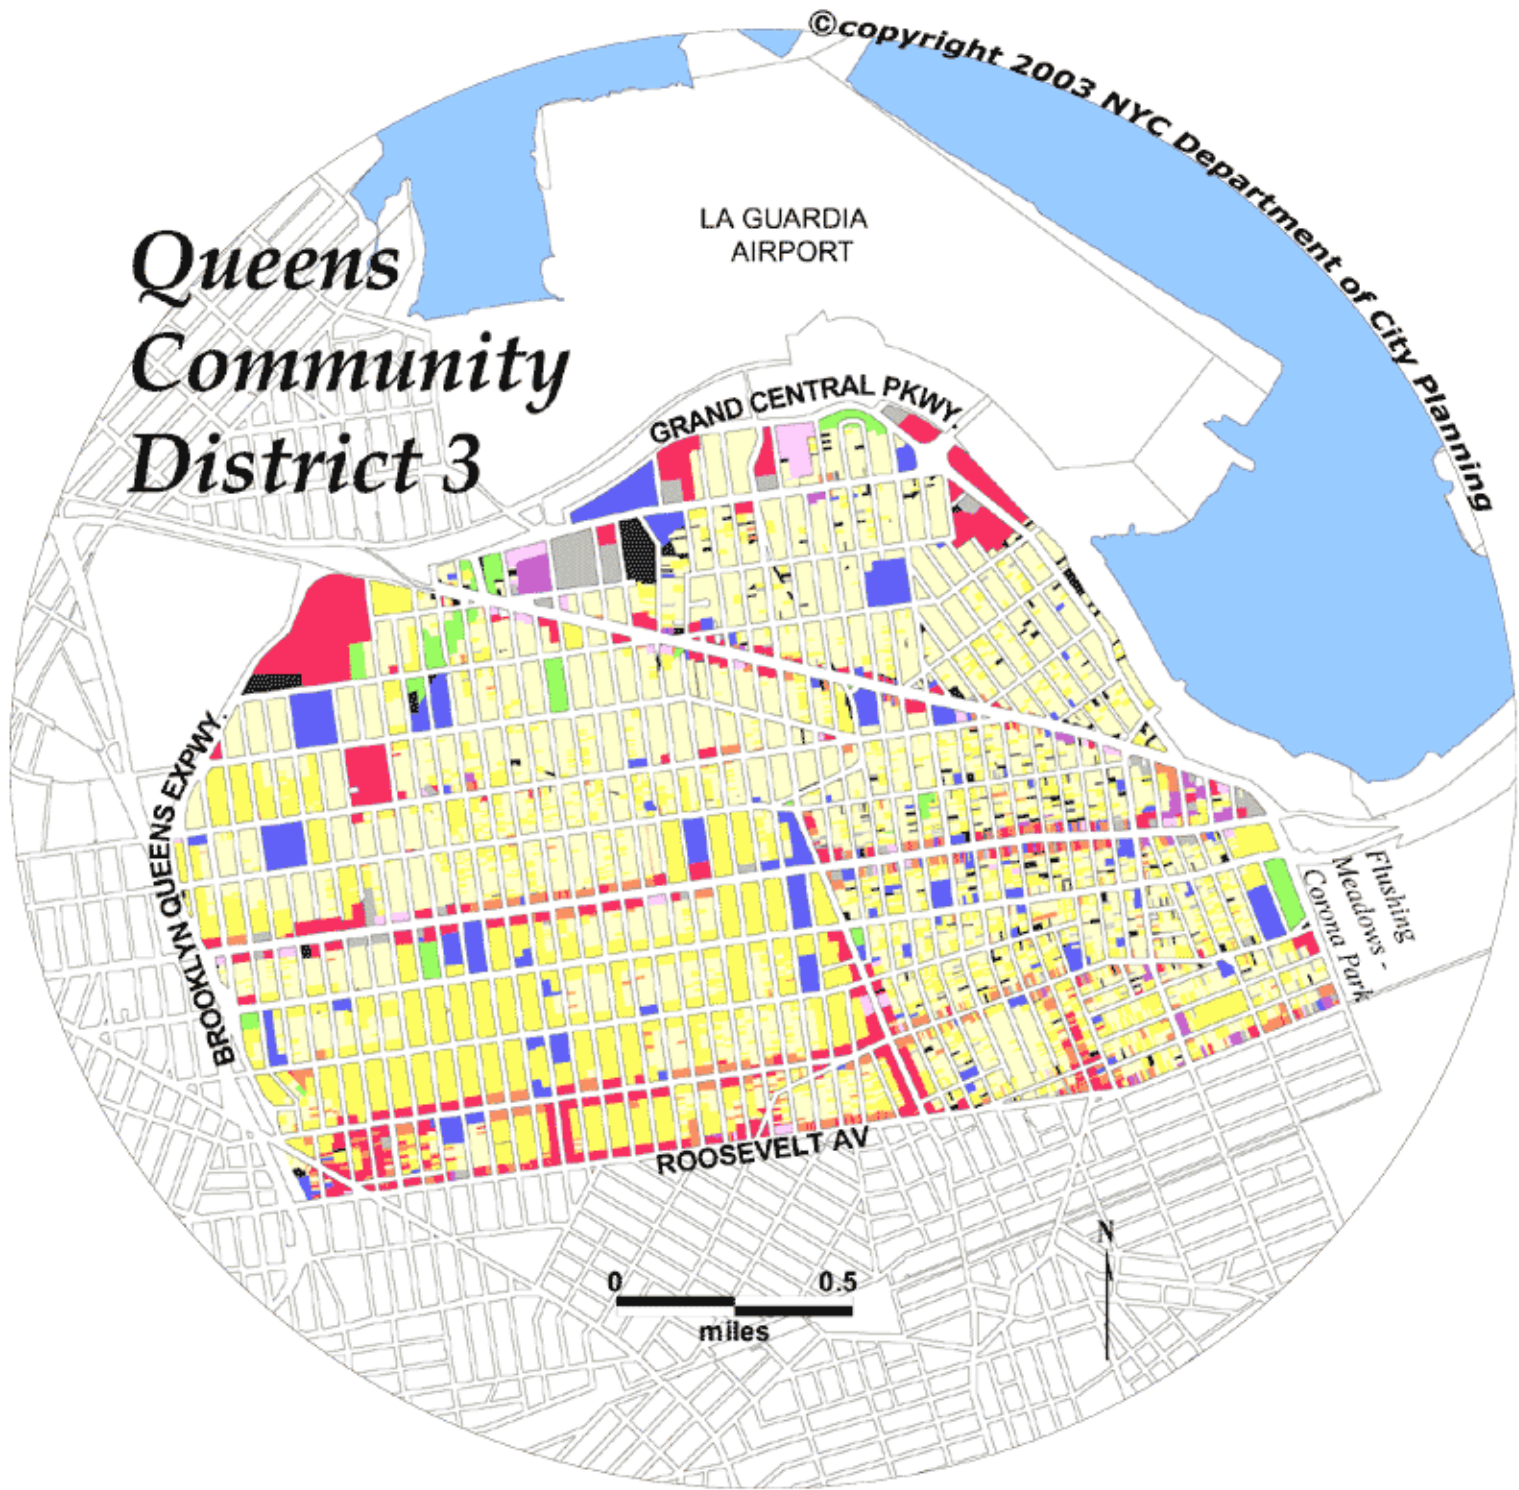 ©copyright 2003 NYC Department of City Planning
LA GUARDIA
AIRPORT
Queens
Community
District 3
GRAND CENTRAL PKWY.
BROOKLYN QUEENS EXPWY.
Flushing
Meadows -
Corona Park
ROOSEVELT AV
N
0 0.5
miles